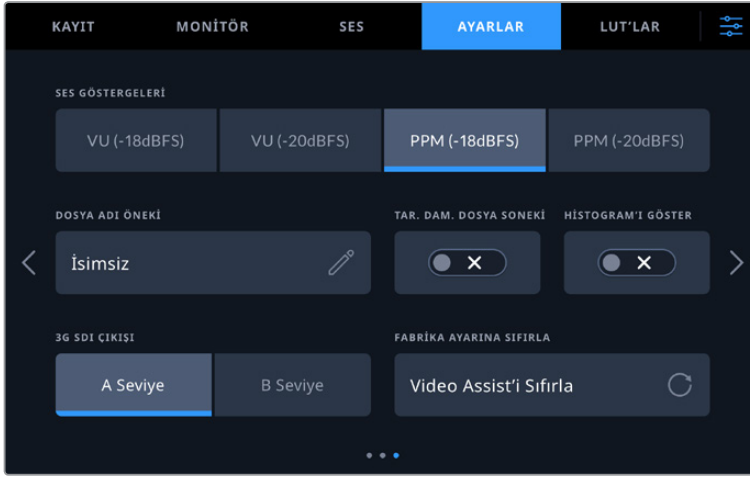 KAYIT MONİTÖR SES AYARLAR LUT'LAR
SES GÖSTERGELERİ
VU (-18dBFS) VU (-20dBFS) PPM (-18dBFS) PPM (-20dBFS)
DOSYA ADI ÖNEKİ TAR. DAM. DOSYA SONEKİ HİSTOGRAM'I GÖSTER
İsimsiz
3G SDI ÇIKIŞI FABRİKA AYARINA SIFIRLA
A Seviye B Seviye Video Assist'i Sıfırla